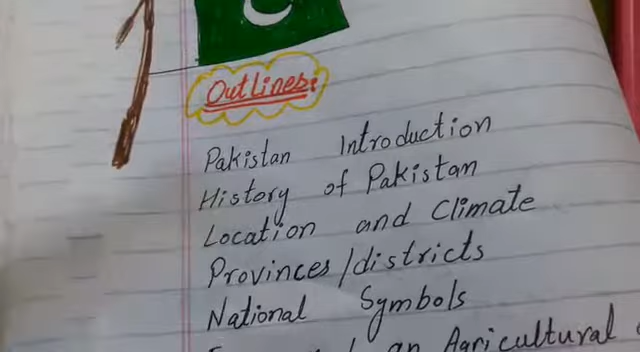 Outlines:
Pakistan Introduction
History of Pakistan
Location and Climate
Provinces/districts
National Symbols
an Agricultural